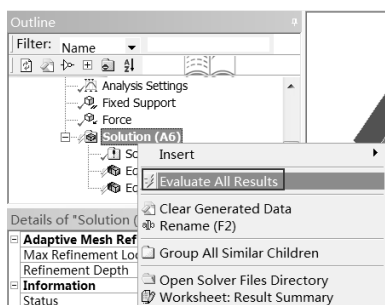 Outline
Filter: Name
Analysis Settings
Fixed Support
Force
Solution (A6)
Insert
Evaluate All Results
Clear Generated Data
Rename (F2)
Group All Similar Children
Open Solver Files Directory
Worksheet: Result Summary
Details of "Solution (
Adaptive Mesh Ref
Max Refinement Loo
Refinement Depth
Information
Status